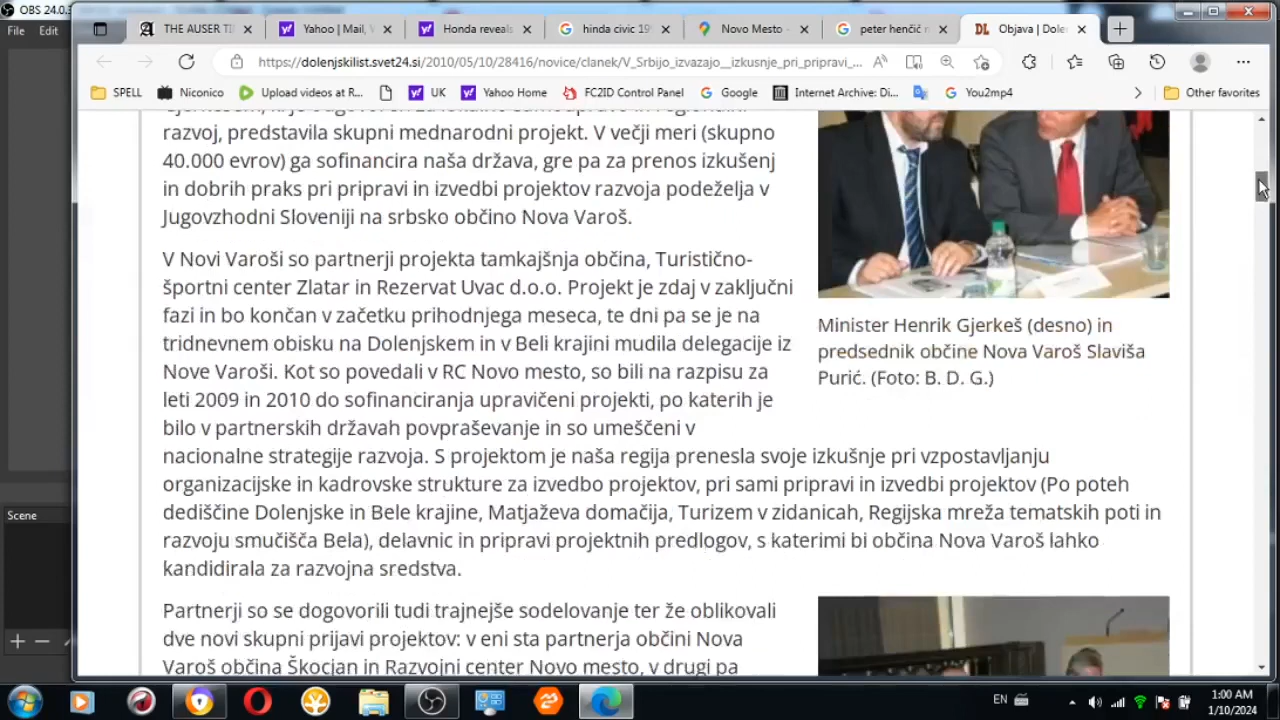 OBS 24.0.3
File Edit
THE AUSER TI
Yahoo | Mail, W
Honda reveals
hinda civic 19
Novo Mesto -
peter henčič n
DL Objava | Dole
https://dolenjskilist.svet24.si/2010/05/10/28416/novice/clanek/V_Srbijo_izvazajo__izkusnje_pri_pripravi_...
SPELL
Niconico
Upload videos at R...
UK
Yahoo Home
FC2ID Control Panel
Google
Internet Archive: Di...
You2mp4
Other favorites
razvoj, predstavila skupni mednarodni projekt. V večji meri (skupno
40.000 evrov) ga sofinancira naša država, gre pa za prenos izkušenj
in dobrih praks pri pripravi in izvedbi projektov razvoja podeželja v
Jugovzhodni Sloveniji na srbsko občino Nova Varoš.
V Novi Varoši so partnerji projekta tamkajšnja občina, Turistično-
športni center Zlatar in Rezervat Uvac d.o.o. Projekt je zdaj v zaključni
fazi in bo končan v začetku prihodnjega meseca, te dni pa se je na
tridnevnem obisku na Dolenjskem in v Beli krajini mudila delegacije iz
Nove Varoši. Kot so povedali v RC Novo mesto, so bili na razpisu za
leti 2009 in 2010 do sofinanciranja upravičeni projekti, po katerih je
bilo v partnerskih državah povpraševanje in so umeščeni v
nacionalne strategije razvoja. S projektom je naša regija prenesla svoje izkušnje pri vzpostavljanju
organizacijske in kadrovske strukture za izvedbo projektov, pri sami pripravi in izvedbi projektov (Po poteh
dediščine Dolenjske in Bele krajine, Matjaževa domačija, Turizem v zidanicah, Regijska mreža tematskih poti in
razvoju smučišča Bela), delavnic in pripravi projektnih predlogov, s katerimi bi občina Nova Varoš lahko
kandidirala za razvojna sredstva.
Minister Henrik Gjerkeš (desno) in
predsednik občine Nova Varoš Slaviša
Purić. (Foto: B. D. G.)
Partnerji so se dogovorili tudi trajnejše sodelovanje ter že oblikovali
dve novi skupni prijavi projektov: v eni sta partnerja občini Nova
Varoš občina Škocjan in Razvojni center Novo mesto, v drugi pa
Scene
EN
1:00 AM
1/10/2024